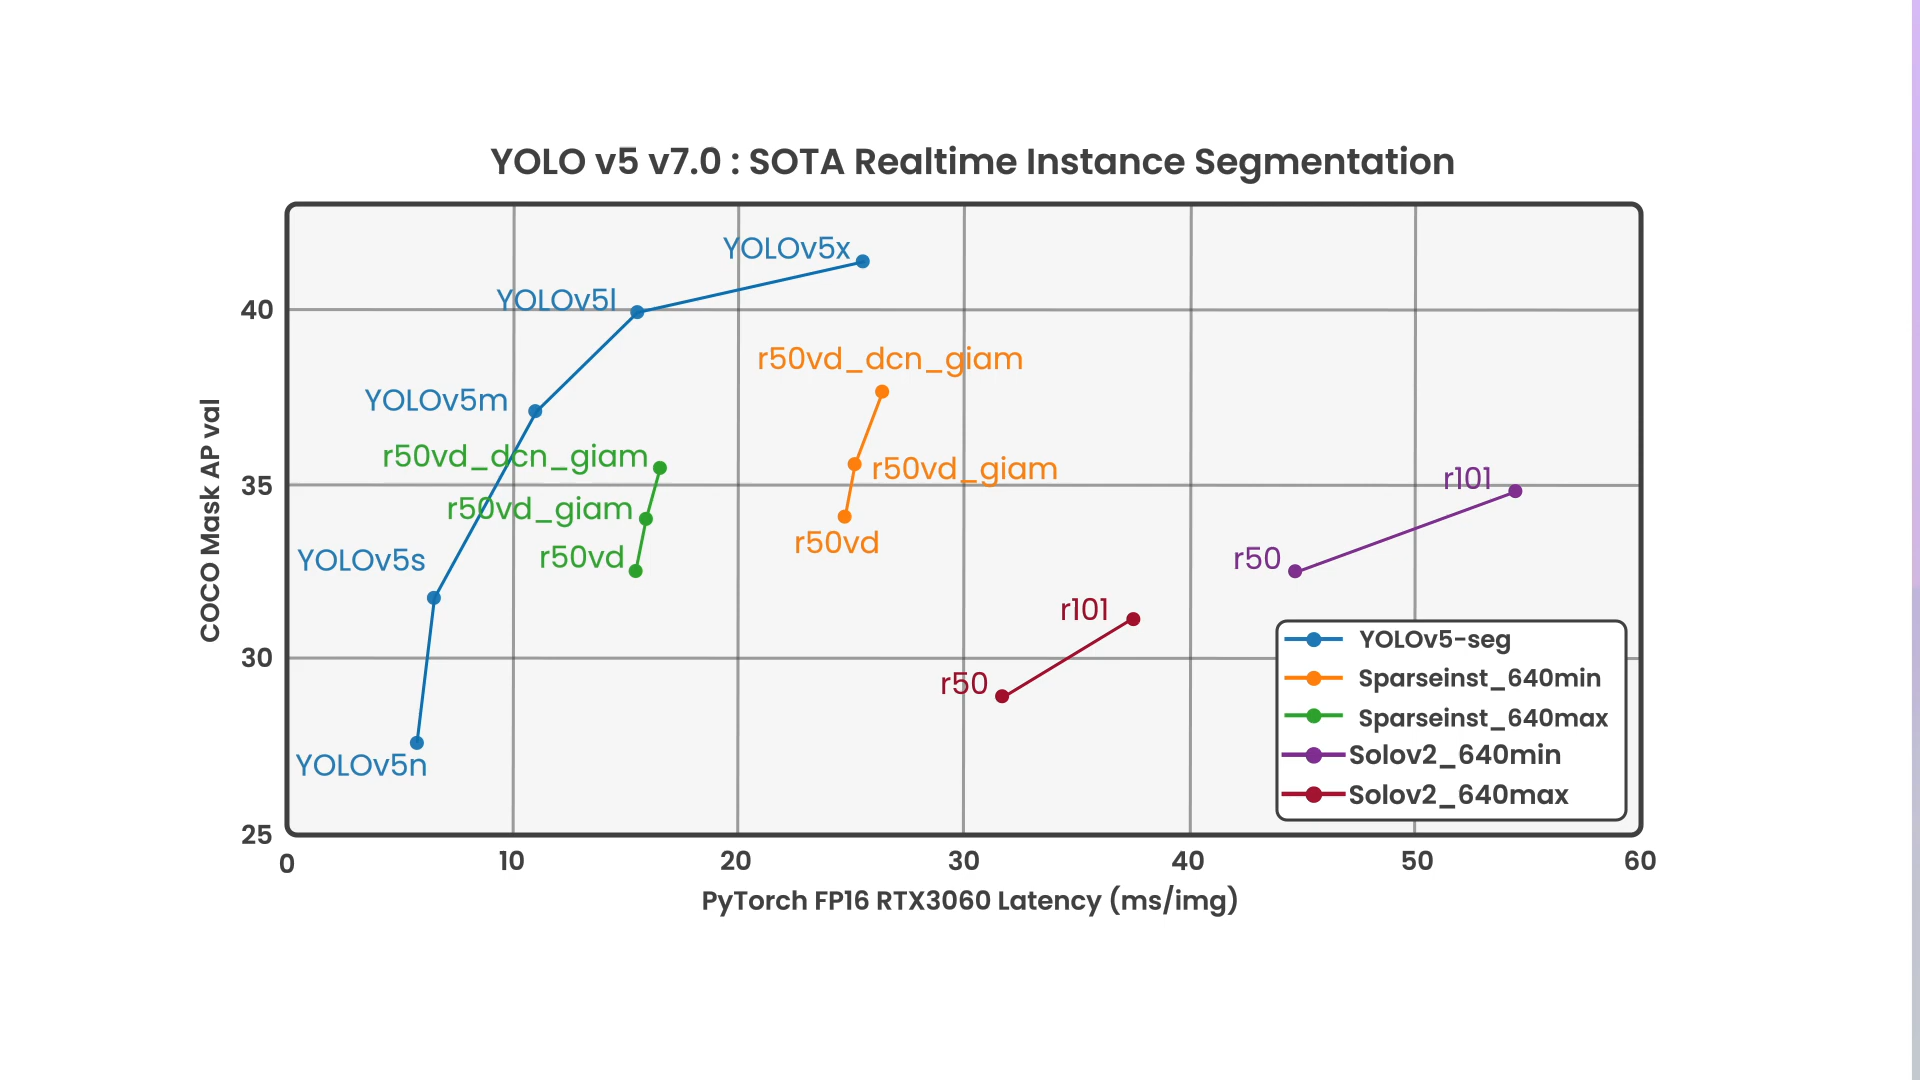 YOLO v5 v7.0 : SOTA Realtime Instance Segmentation
YOLOv5x
YOLOv5l
40
r50vd_dcn_giam
YOLOv5m
r50vd_dcn_giam
r50vd_giam
r101
35
r50vd_giam
r50vd
r50vd
YOLOv5s
r50
r101
COCO Mask AP val
YOLOv5-seg
30
r50
Sparseinst_640min
Sparseinst_640max
Solov2_640min
YOLOv5n
Solov2_640max
25
0
10
20
30
40
50
60
PyTorch FP16 RTX3060 Latency (ms/img)